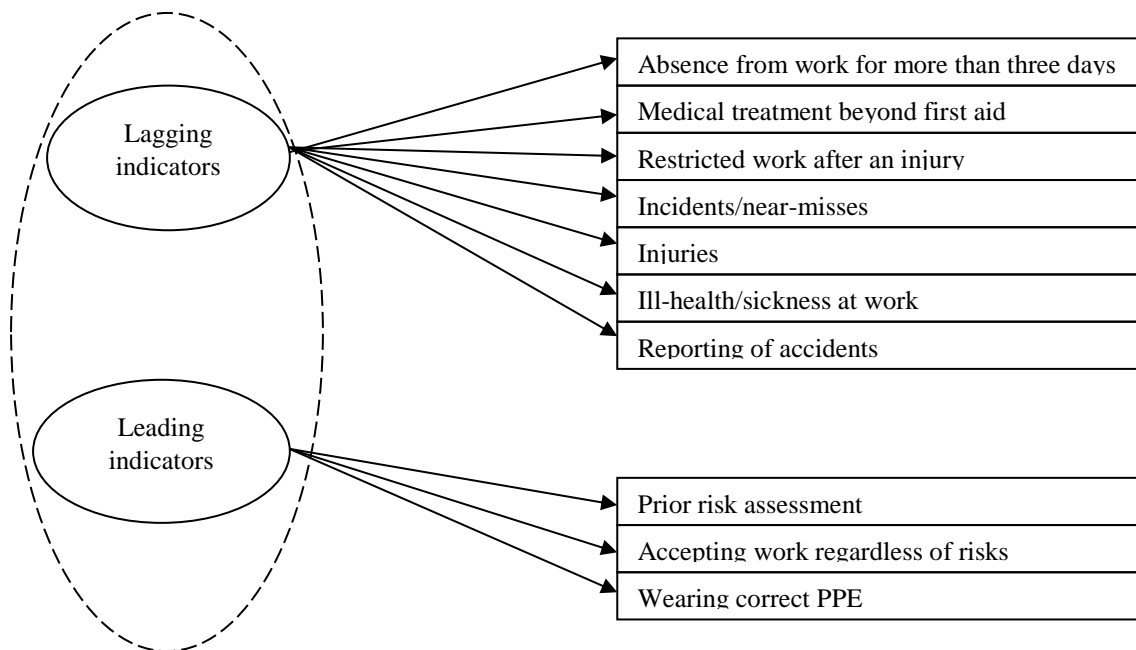 Lagging
indicators
Absence from work for more than three days
Medical treatment beyond first aid
Restricted work after an injury
Incidents/near-misses
Injuries
Ill-health/sickness at work
Reporting of accidents
Leading
indicators
Prior risk assessment
Accepting work regardless of risks
Wearing correct PPE